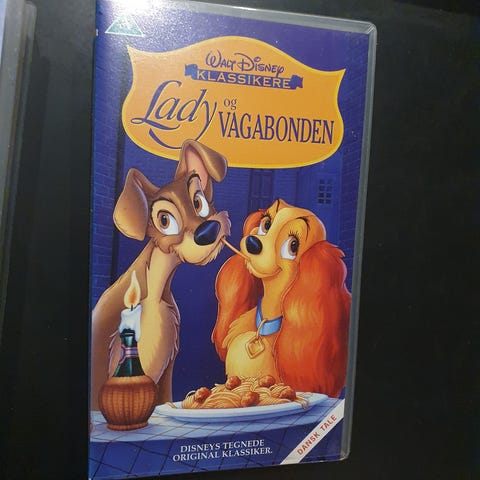 WALT DISNEY
KLASSIKERE
Lady og
VAGABONDEN
DISNEYS TEGNEDE
ORIGINAL KLASSIKER.
DANSK TALE